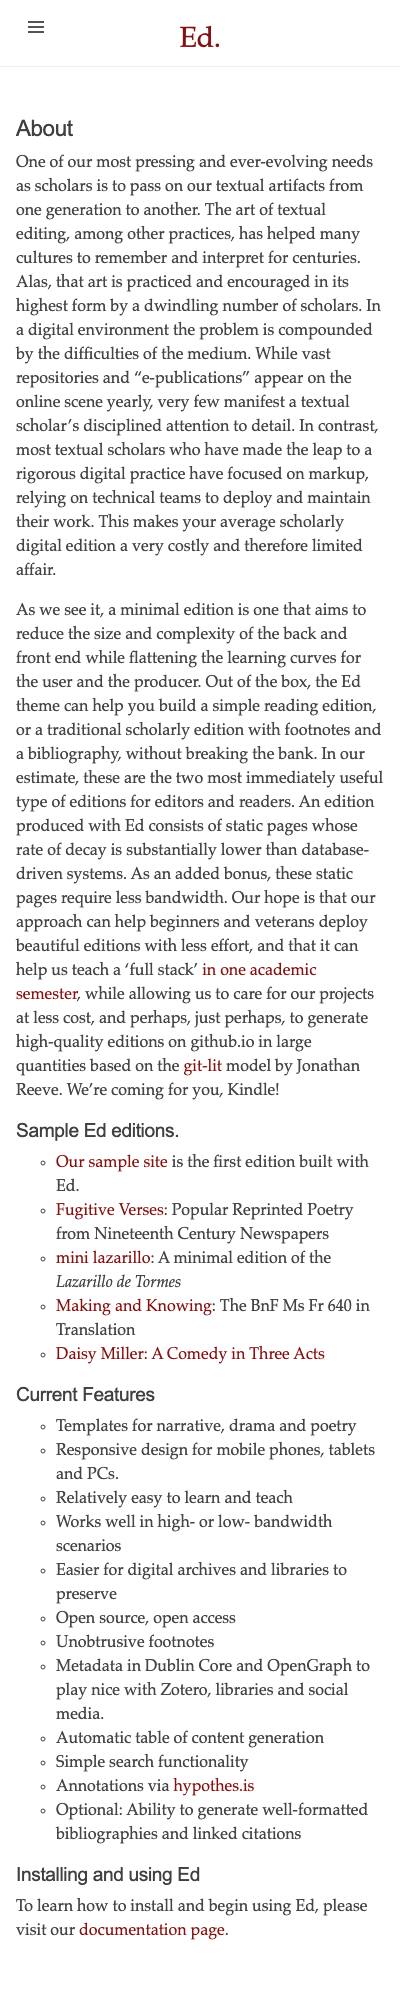 Ed.
About
One of our most pressing and ever-evolving needs
as scholars is to pass on our textual artifacts from
one generation to another. The art of textual
editing, among other practices, has helped many
cultures to remember and interpret for centuries.
Alas, that art is practiced and encouraged in its
highest form by a dwindling number of scholars. In
a digital environment the problem is compounded
by the difficulties of the medium. While vast
repositories and “e-publications” appear on the
online scene yearly, very few manifest a textual
scholar’s disciplined attention to detail. In contrast,
most textual scholars who have made the leap to a
rigorous digital practice have focused on markup,
relying on technical teams to deploy and maintain
their work. This makes your average scholarly
digital edition a very costly and therefore limited
affair.
As we see it, a minimal edition is one that aims to
reduce the size and complexity of the back and
front end while flattening the learning curves for
the user and the producer. Out of the box, the Ed
theme can help you build a simple reading edition,
or a traditional scholarly edition with footnotes and
a bibliography, without breaking the bank. In our
estimate, these are the two most immediately useful
type of editions for editors and readers. An edition
produced with Ed consists of static pages whose
rate of decay is substantially lower than database-
driven systems. As an added bonus, these static
pages require less bandwidth. Our hope is that our
approach can help beginners and veterans deploy
beautiful editions with less effort, and that it can
help us teach a ‘full stack’ in one academic
semester, while allowing us to care for our projects
at less cost, and perhaps, just perhaps, to generate
high-quality editions on github.io in large
quantities based on the git-lit model by Jonathan
Reeve. We’re coming for you, Kindle!
Sample Ed editions.
Our sample site is the first edition built with
Ed.
Fugitive Verses: Popular Reprinted Poetry
from Nineteenth Century Newspapers
mini lazarillo: A minimal edition of the
Lazarillo de Tormes
Making and Knowing: The BnF Ms Fr 640 in
Translation
Daisy Miller: A Comedy in Three Acts
Current Features
Templates for narrative, drama and poetry
Responsive design for mobile phones, tablets
and PCs.
Relatively easy to learn and teach
Works well in high- or low- bandwidth
scenarios
Easier for digital archives and libraries to
preserve
Open source, open access
Unobtrusive footnotes
Metadata in Dublin Core and OpenGraph to
play nice with Zotero, libraries and social
media.
Automatic table of content generation
Simple search functionality
Annotations via hypothes.is
Optional: Ability to generate well-formatted
bibliographies and linked citations
Installing and using Ed
To learn how to install and begin using Ed, please
visit our documentation page.